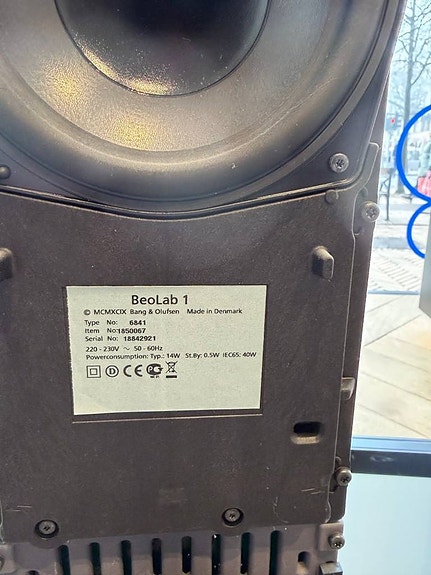 BeoLab 1
© MCMXCIX Bang & Olufsen Made in Denmark
Type No: 6841
Item No: 1850067
Serial No: 18842921
220 - 230V ~ 50 - 60Hz
Powerconsumption: Typ.: 14W St.By: 0.5W IEC65: 40W
D CE